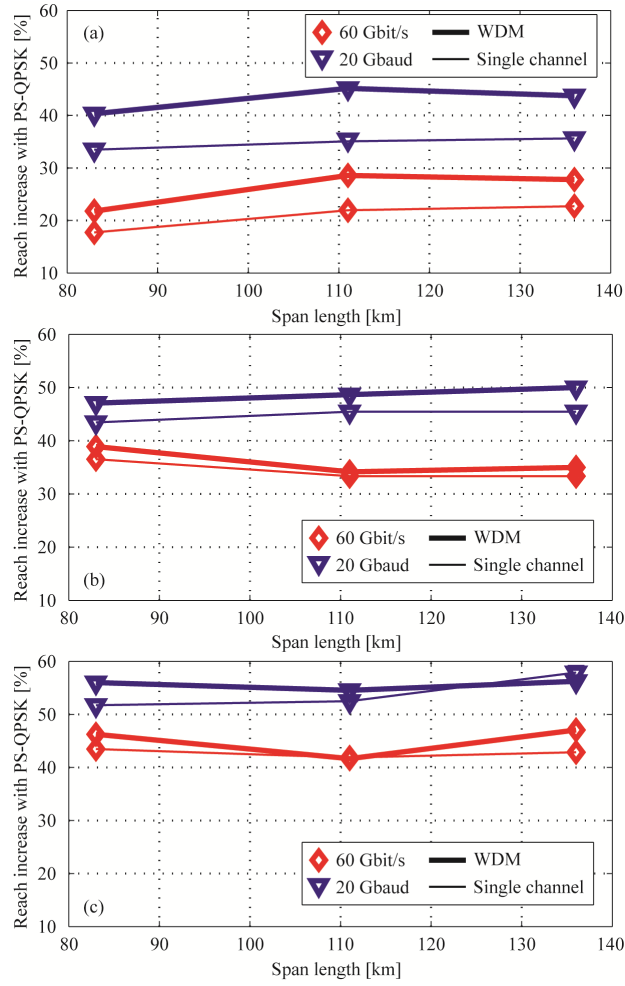 (a)
60 Gbit/s WDM
20 Gbaud Single channel
Reach increase with PS-QPSK [%]
60
50
40
30
20
10
80 90 100 110 120 130 140
Span length [km]
60
50
40
30
20
10
Reach increase with PS-QPSK [%]
60 Gbit/s WDM
20 Gbaud Single channel
(b)
80 90 100 110 120 130 140
Span length [km]
60
50
40
30
20
10
Reach increase with PS-QPSK [%]
60 Gbit/s WDM
20 Gbaud Single channel
(c)
80 90 100 110 120 130 140
Span length [km]